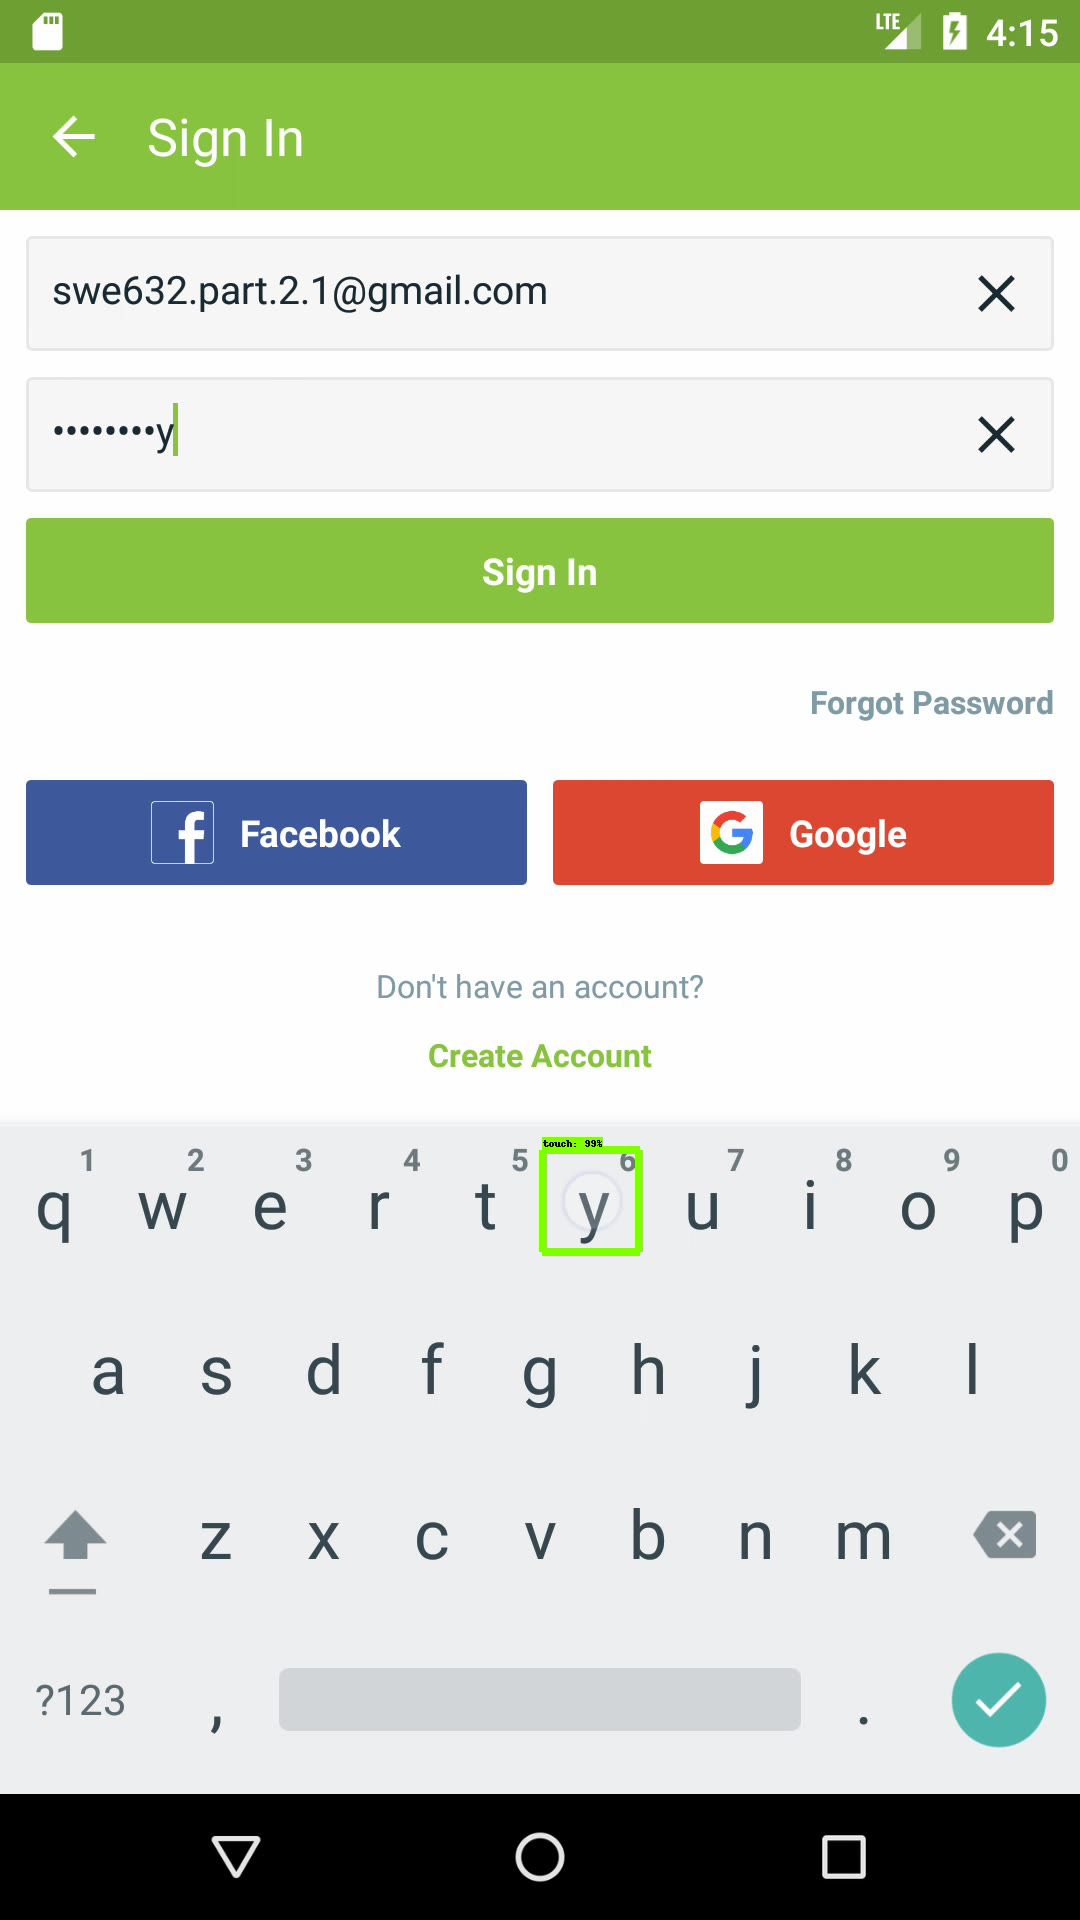 LTE 4:15
Sign In
swe632.part.2.1@gmail.com
••••••••y
Sign In
Forgot Password
Facebook Google
Don't have an account?
Create Account
touch: 99%
1 2 3 4 5 6 7 8 9 0
q w e r t y u i o p
a s d f g h j k l
z x c v b n m
?123 , .